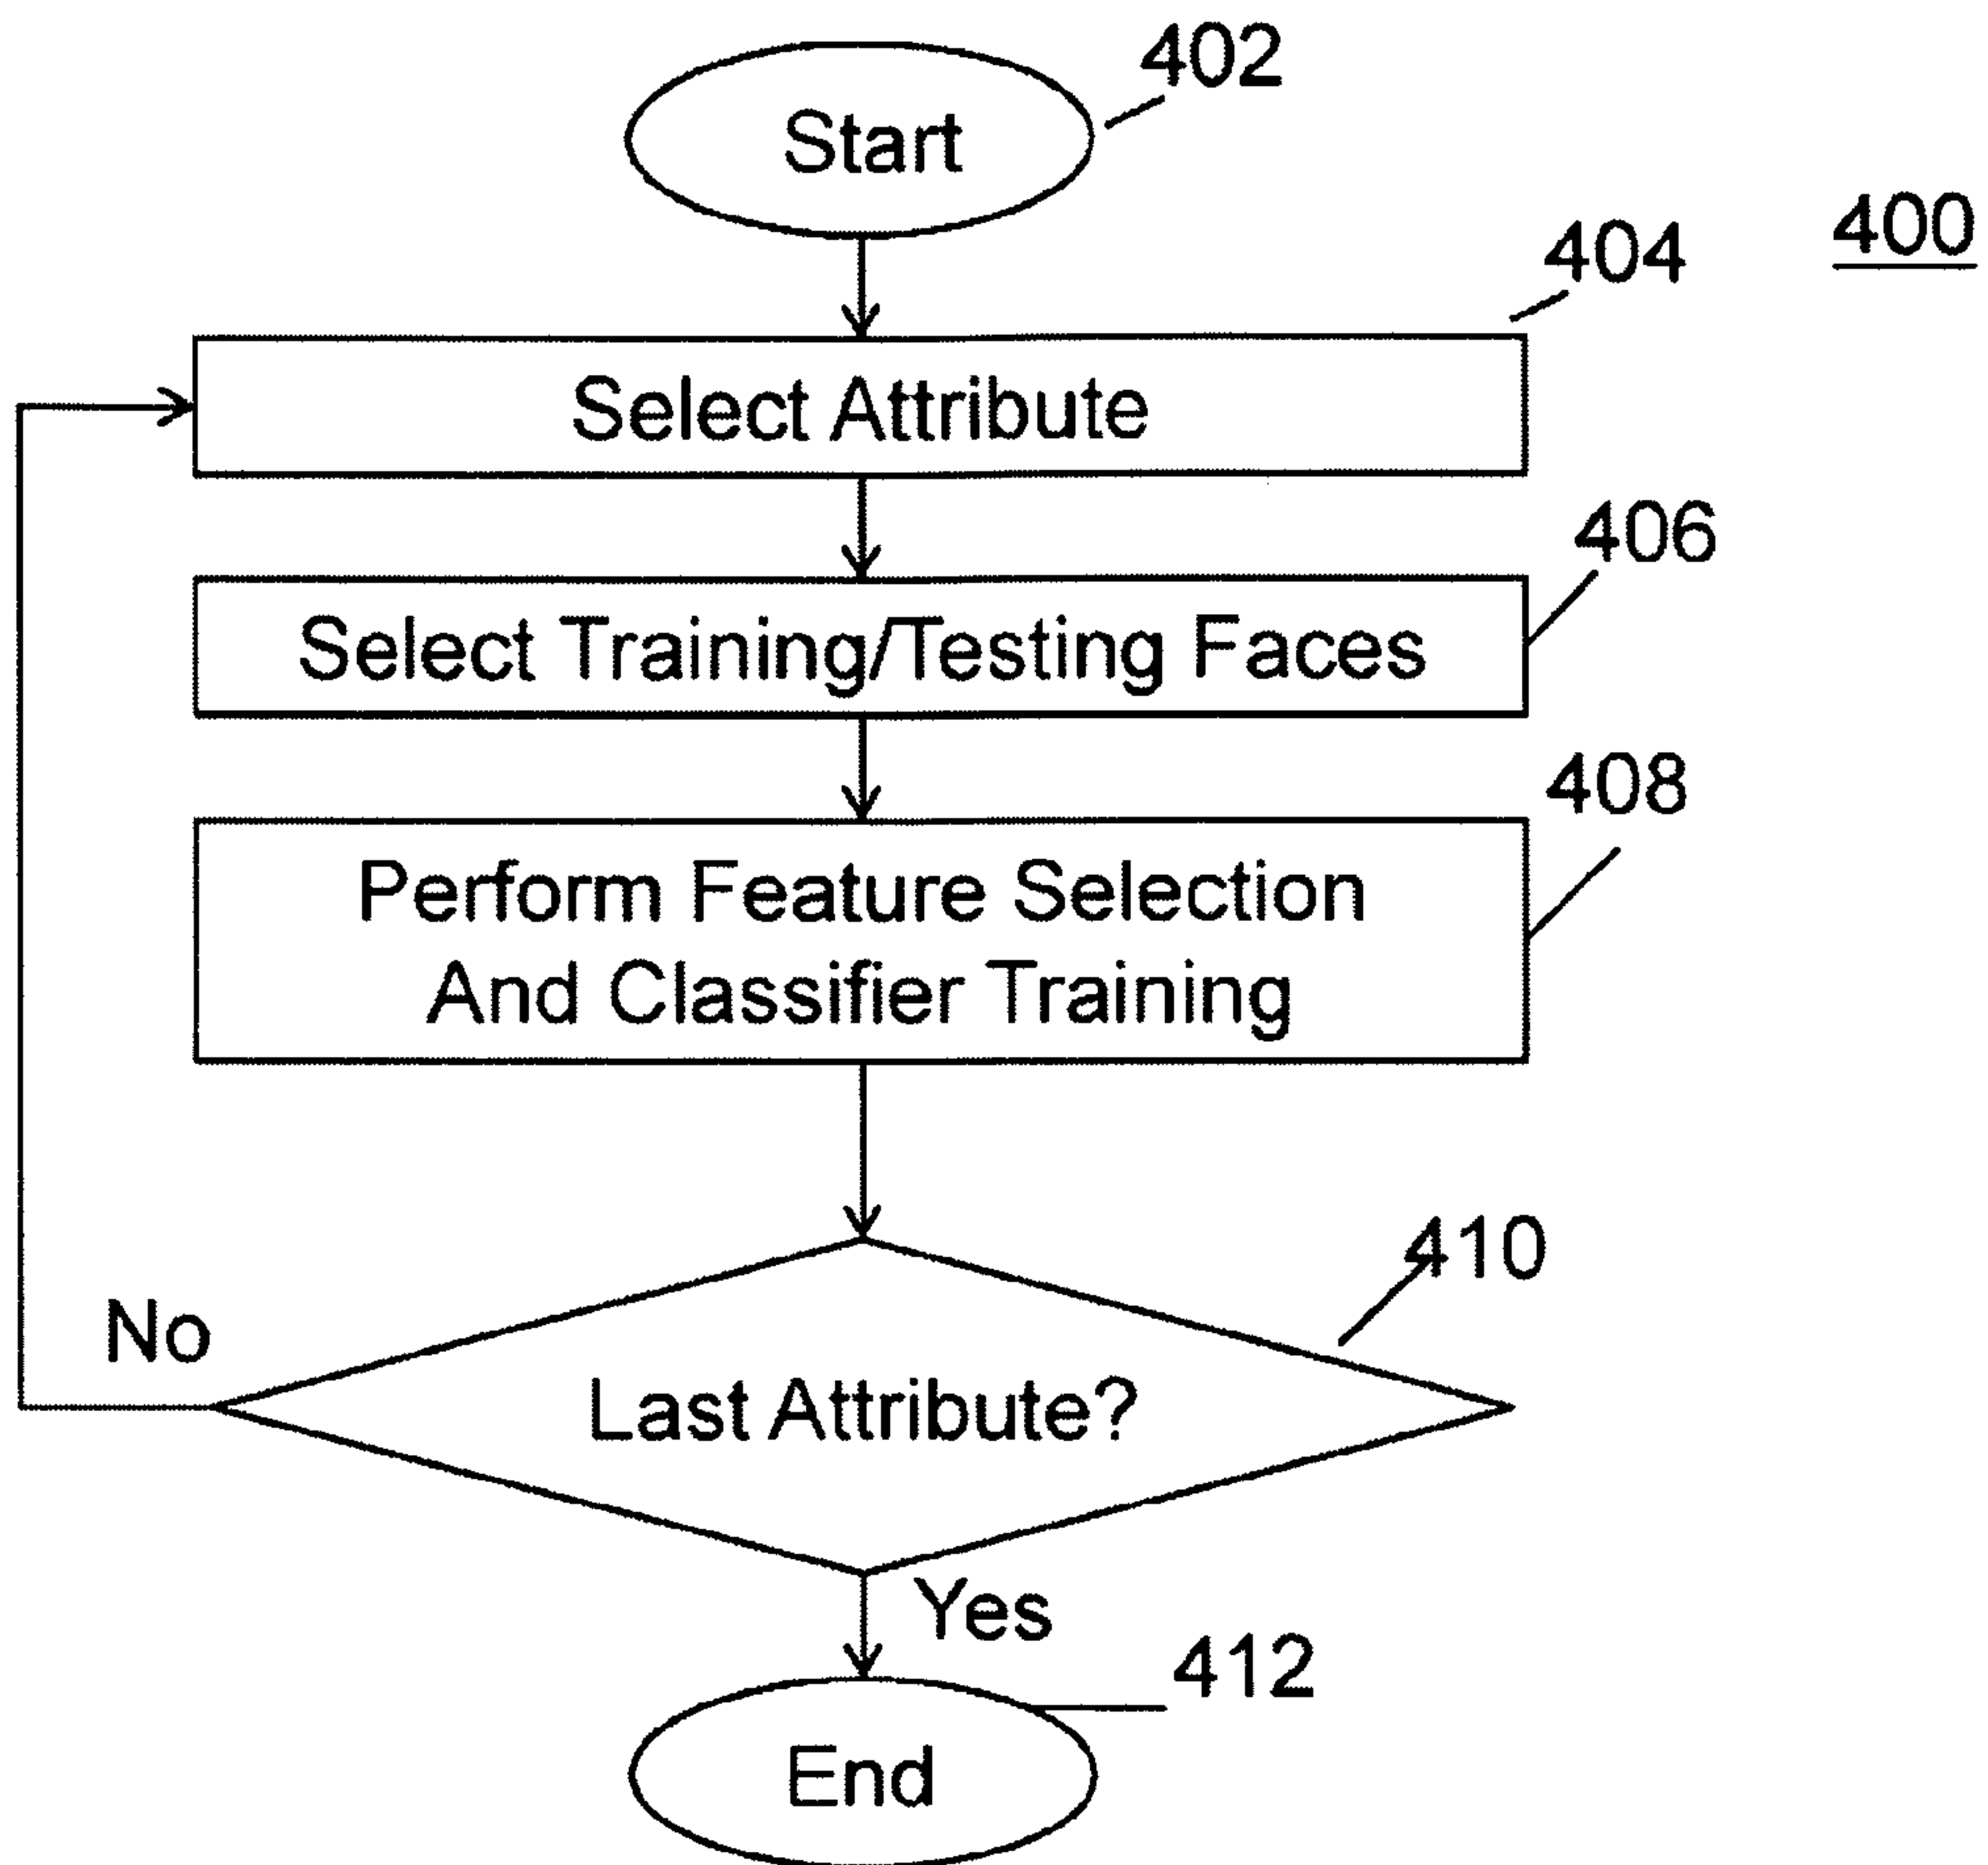 402
Start
400
404
Select Attribute
406
Select Training/Testing Faces
408
Perform Feature Selection
And Classifier Training
410
No
Last Attribute?
Yes
412
End